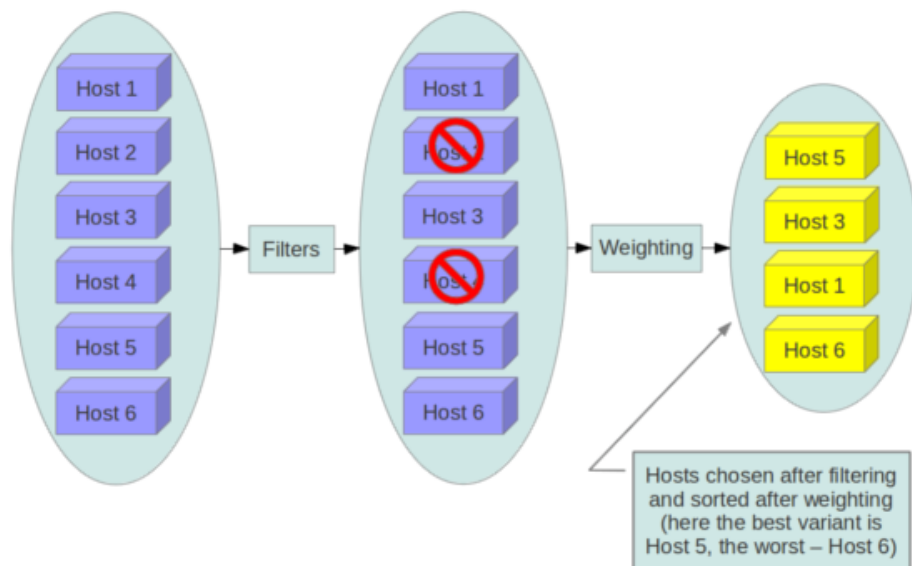 Host 1
Host 2
Host 3
Host 4
Host 5
Host 6
Filters
Host 1
Host 3
Host 5
Host 6
Weighting
Host 5
Host 3
Host 1
Host 6
Hosts chosen after filtering
and sorted after weighting
(here the best variant is
Host 5, the worst – Host 6)